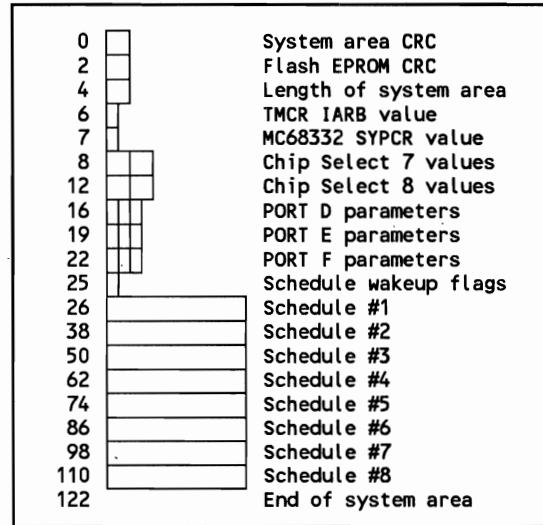 0 System area CRC
2 Flash EPROM CRC
4 Length of system area
6 TMCR IARB value
7 MC68332 SYPCR value
8 Chip Select 7 values
12 Chip Select 8 values
16 PORT D parameters
19 PORT E parameters
22 PORT F parameters
25 Schedule wakeup flags
26 Schedule #1
38 Schedule #2
50 Schedule #3
62 Schedule #4
74 Schedule #5
86 Schedule #6
98 Schedule #7
110 Schedule #8
122 End of system area